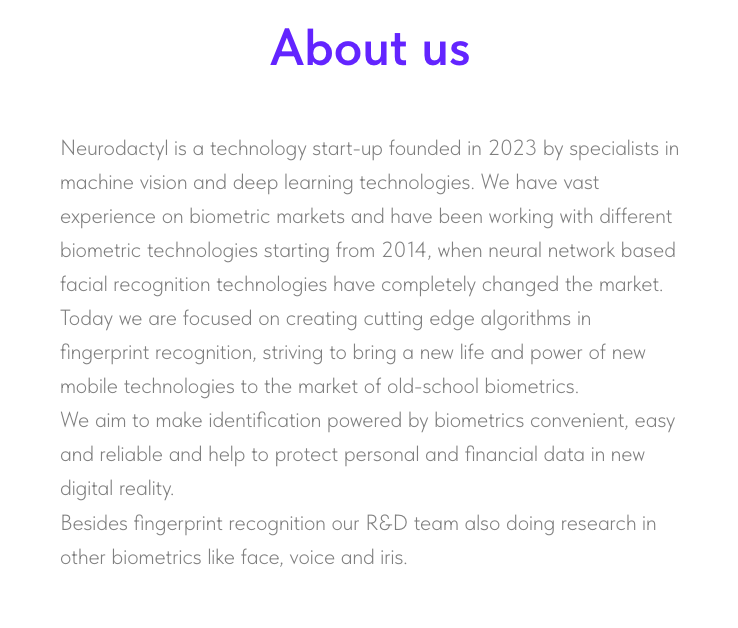 About us
Neurodactyl is a technology start-up founded in 2023 by specialists in
machine vision and deep learning technologies. We have vast
experience on biometric markets and have been working with different
biometric technologies starting from 2014, when neural network based
facial recognition technologies have completely changed the market.
Today we are focused on creating cutting edge algorithms in
fingerprint recognition, striving to bring a new life and power of new
mobile technologies to the market of old-school biometrics.
We aim to make identification powered by biometrics convenient, easy
and reliable and help to protect personal and financial data in new
digital reality.
Besides fingerprint recognition our R&D team also doing research in
other biometrics like face, voice and iris.